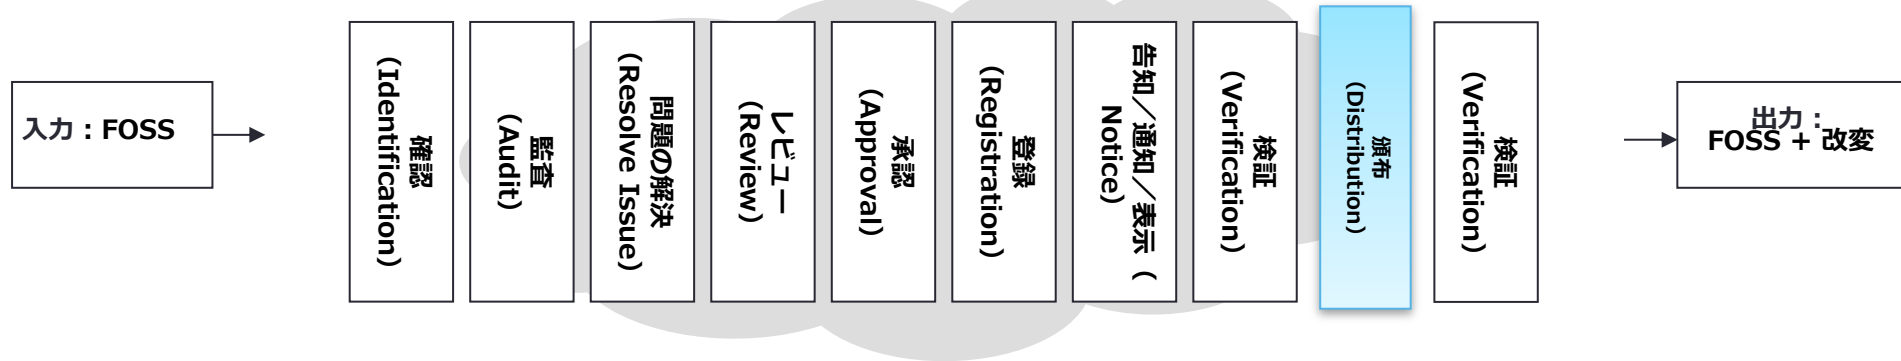 入力：FOSS
確認
(Identification)
監査
(Audit)
問題の解決
(Resolve Issue)
レビュー
(Review)
承認
(Approval)
登録
(Registration)
告知／通知／表示（
Notice)
検証
(Verification)
頒布
(Distribution)
検証
(Verification)
出力：
FOSS + 改変